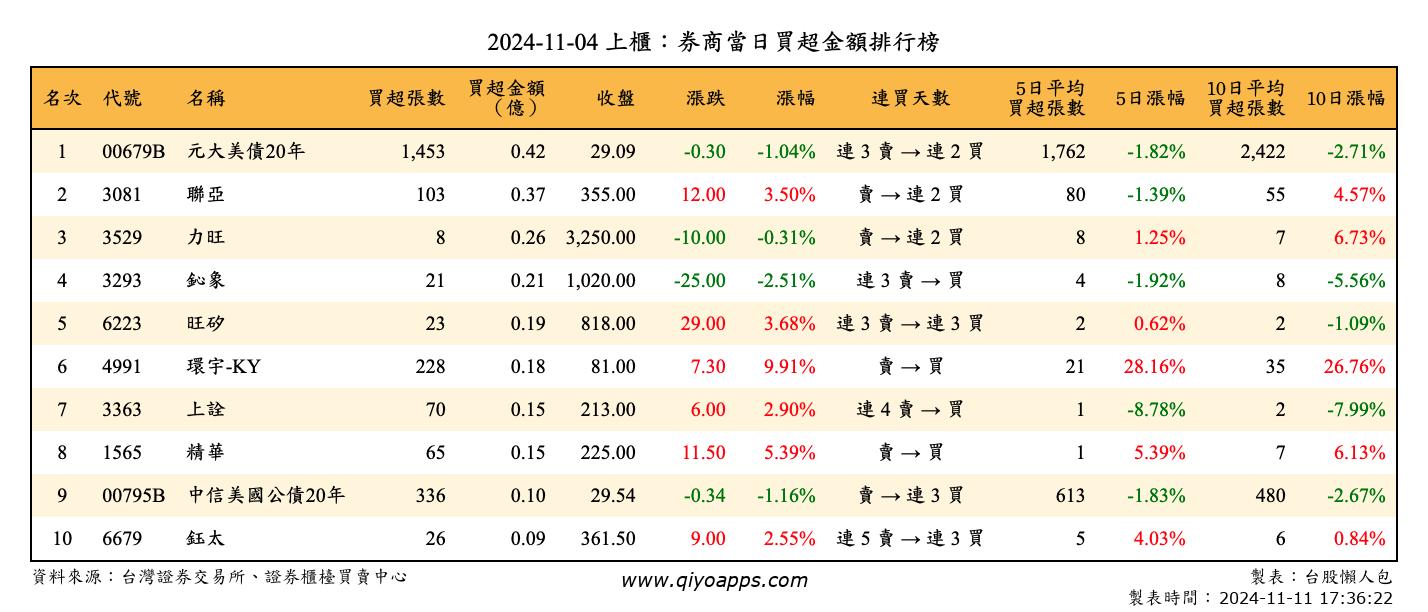 2024-11-04 上櫃：券商當日買超金額排行榜
名次 代號 名稱 買超張數 買超金額（億） 收盤 漲跌 漲幅 連買天數 5日平均買超張數 5日漲幅 10日平均買超張數 10日漲幅
1 00679B 元大美債20年 1,453 0.42 29.09 -0.30 -1.04% 連 3 賣 → 連 2 買 1,762 -1.82% 2,422 -2.71%
2 3081 聯亞 103 0.37 355.00 12.00 3.50% 賣 → 連 2 買 80 -1.39% 55 4.57%
3 3529 力旺 8 0.26 3,250.00 -10.00 -0.31% 賣 → 連 2 買 8 1.25% 7 6.73%
4 3293 鈊象 21 0.21 1,020.00 -25.00 -2.51% 連 3 賣 → 買 4 -1.92% 8 -5.56%
5 6223 旺矽 23 0.19 818.00 29.00 3.68% 連 3 賣 → 連 3 買 2 0.62% 2 -1.09%
6 4991 環宇-KY 228 0.18 81.00 7.30 9.91% 賣 → 買 21 28.16% 35 26.76%
7 3363 上詮 70 0.15 213.00 6.00 2.90% 連 4 賣 → 買 1 -8.78% 2 -7.99%
8 1565 精華 65 0.15 225.00 11.50 5.39% 賣 → 買 1 5.39% 7 6.13%
9 00795B 中信美國公債20年 336 0.10 29.54 -0.34 -1.16% 賣 → 連 3 買 613 -1.83% 480 -2.67%
10 6679 鈺太 26 0.09 361.50 9.00 2.55% 連 5 賣 → 連 3 買 5 4.03% 6 0.84%
資料來源：台灣證券交易所、證券櫃檯買賣中心 www.qiyoapps.com 製表：台股懶人包
製表時間：2024-11-11 17:36:22